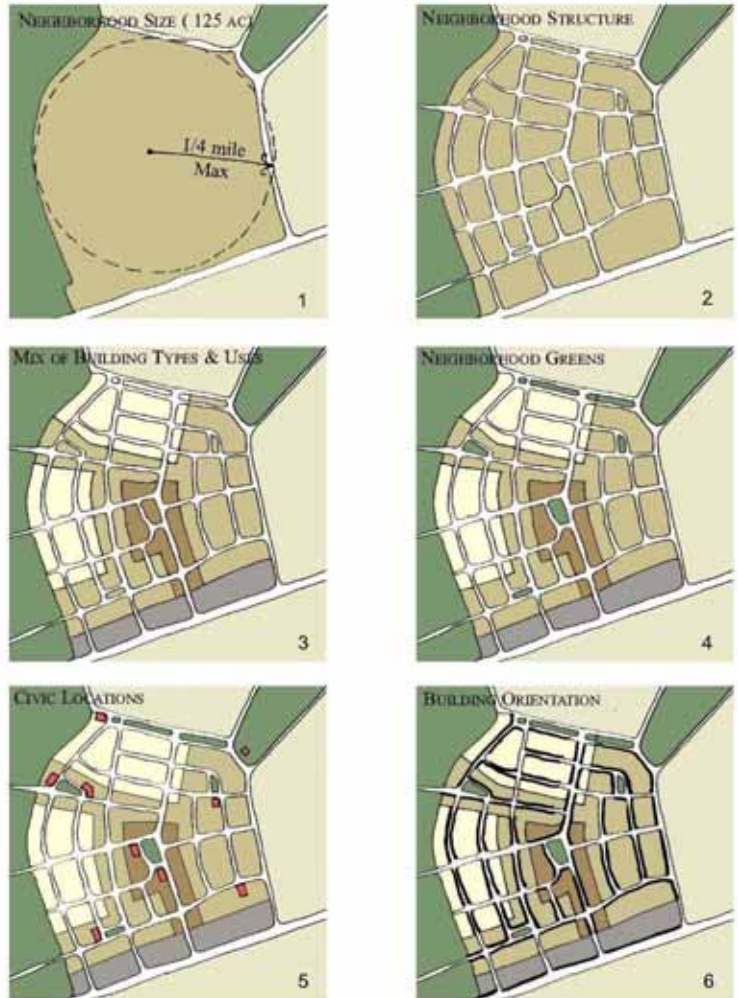 NEIGHBORHOOD SIZE ( 125 AC)
1/4 mile
Max
1
NEIGHBORHOOD STRUCTURE
2
MIX OF BUILDING TYPES & USES
3
NEIGHBORHOOD GREENS
4
CIVIC LOCATIONS
5
BUILDING ORIENTATION
6